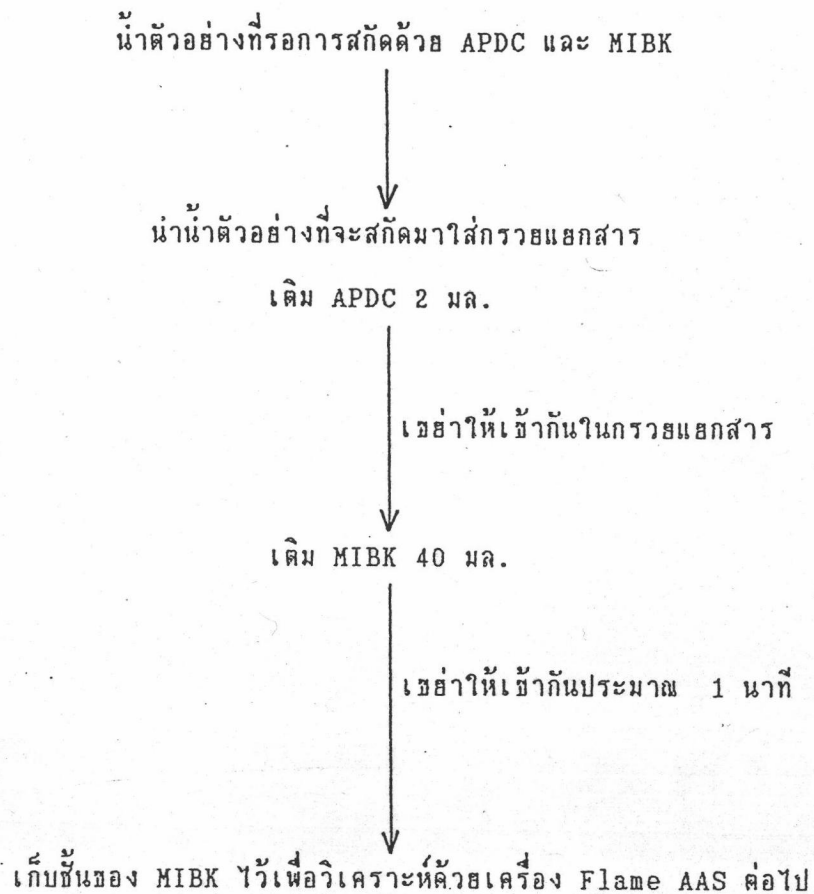 น้ำตัวอย่างที่รอการสกัดด้วย APDC และ MIBK
นำน้ำตัวอย่างที่จะสกัดมาใส่กรวยแยกสาร
เติม APDC 2 มล.
เขย่าให้เข้ากันในกรวยแยกสาร
เติม MIBK 40 มล.
เขย่าให้เข้ากันประมาณ 1 นาที
เก็บชั้นของ MIBK ไว้เพื่อวิเคราะห์ด้วยเครื่อง Flame AAS ต่อไป